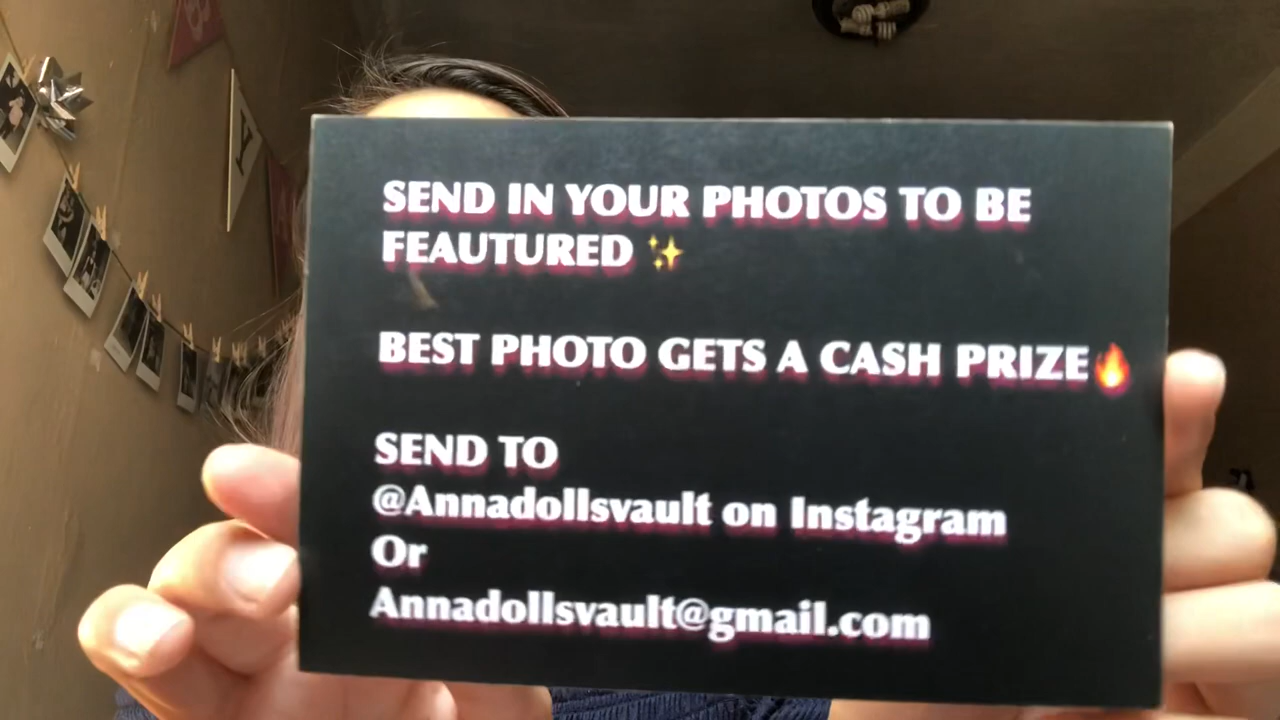 Y
SEND IN YOUR PHOTOS TO BE
FEAUTURED ✨
BEST PHOTO GETS A CASH PRIZE🔥
SEND TO
@Annadollsvault on Instagram
Or
Annadollsvault@gmail.com